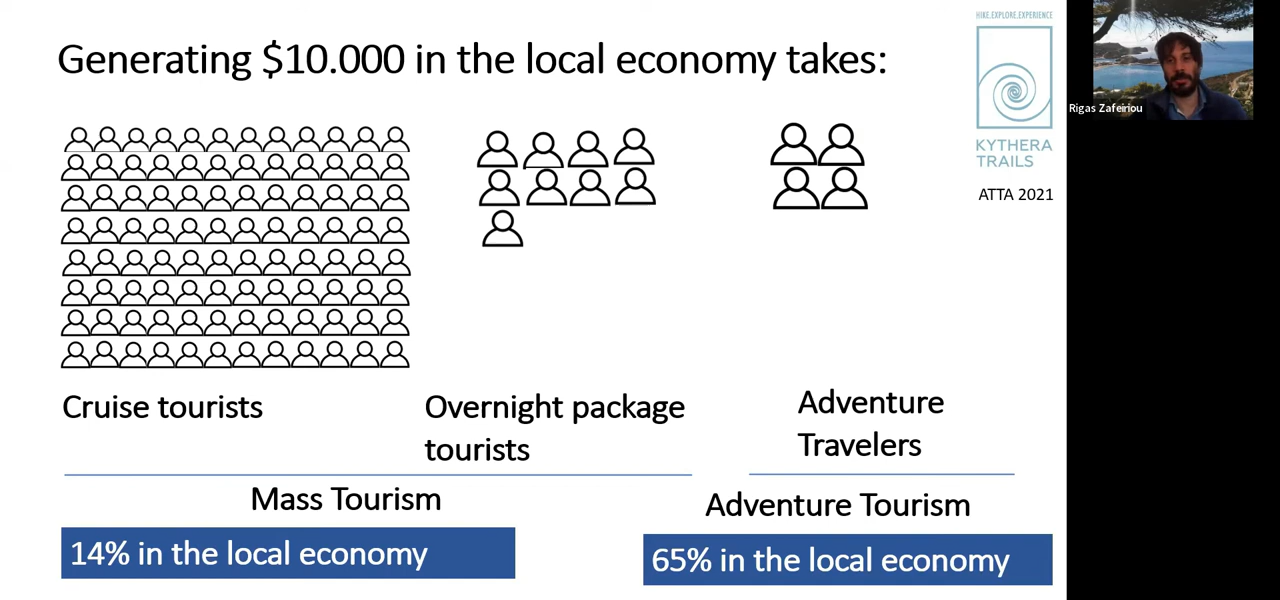 Generating $10.000 in the local economy takes:
HIKE.EXPLORE.EXPERIENCE
KYTHERA
TRAILS
ATTA 2021
Rigas Zafeiriou
Cruise tourists
Overnight package
tourists
Adventure
Travelers
Mass Tourism
Adventure Tourism
14% in the local economy
65% in the local economy